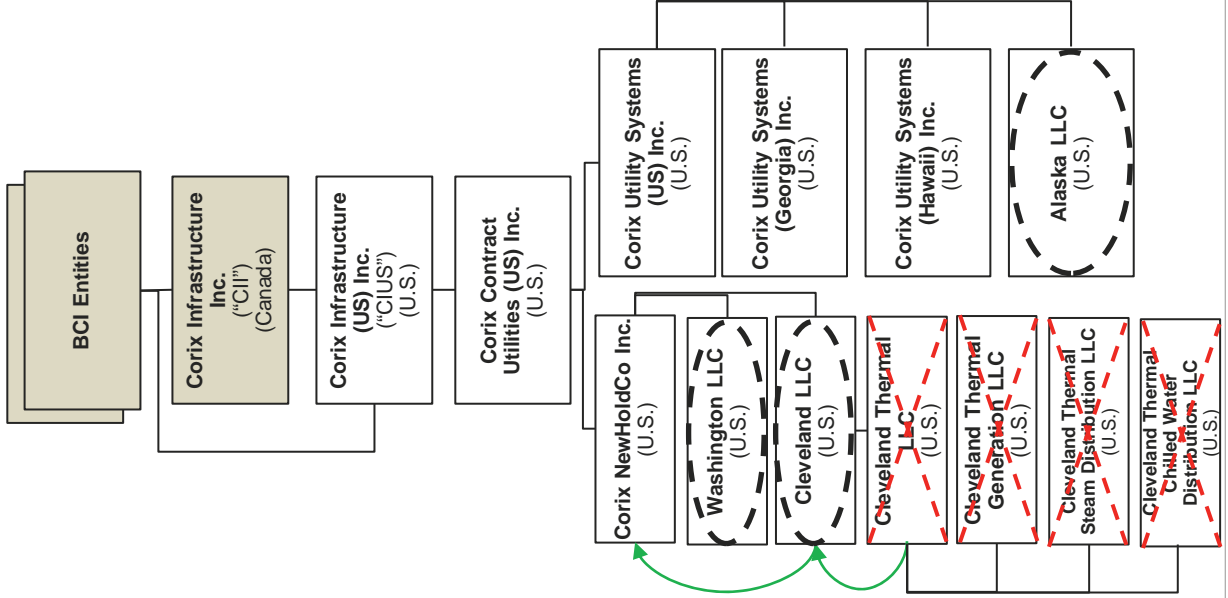 BCI Entities
Corix Infrastructure
Inc.
(“CII”)
(Canada)
Corix Infrastructure
(US) Inc.
(“CIUS”)
(U.S.)
Corix Contract
Utilities (US) Inc.
(U.S.)
Corix NewHoldCo Inc.
(U.S.)
Washington LLC
(U.S.)
Cleveland LLC
(U.S.)
Cleveland Thermal
LLC
(U.S.)
Cleveland Thermal
Generation LLC
(U.S.)
Cleveland Thermal
Steam Distribution LLC
(U.S.)
Cleveland Thermal
Chilled Water
Distribution LLC
(U.S.)
Corix Utility Systems
(US) Inc.
(U.S.)
Corix Utility Systems
(Georgia) Inc.
(U.S.)
Corix Utility Systems
(Hawaii) Inc.
(U.S.)
Alaska LLC
(U.S.)